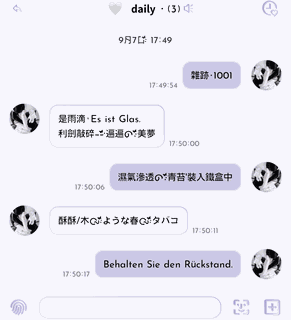 daily · (3)
9月7日 17:49
雜跡·1001
17:49:54
是雨滴·Es ist Glas.
利劍敲碎~遍遍美夢
17:50:00
濕氣滲透青苔裝入鐵盒中
17:50:06
酥酥/木ような春タバコ
17:50:11
Behalten Sie den Rückstand.
17:50:17